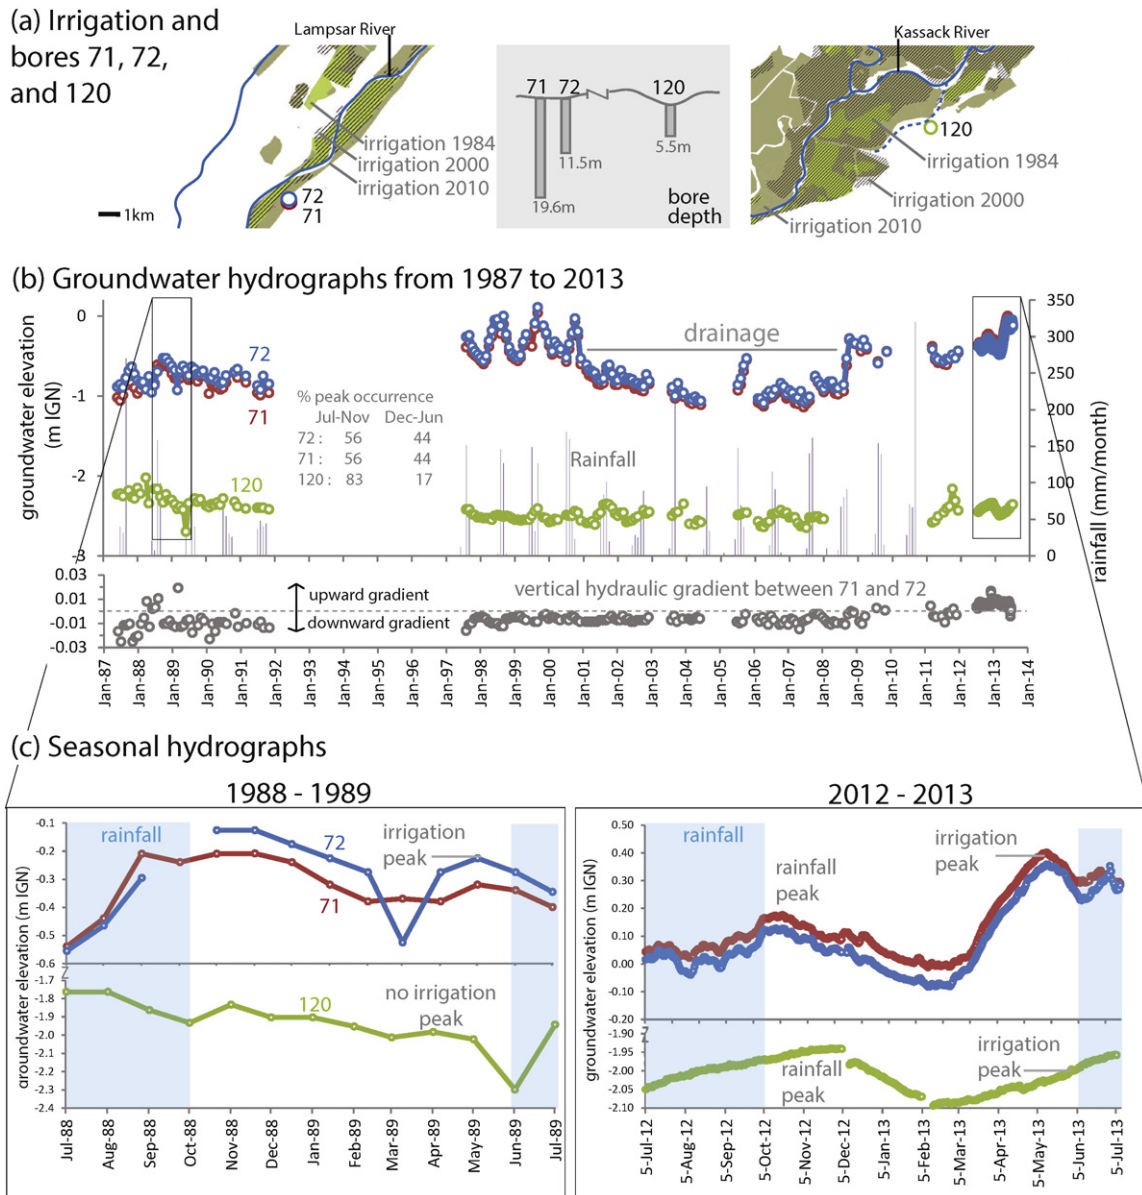 (a) Irrigation and
bores 71, 72,
and 120
Lampsar River
irrigation 1984
irrigation 2000
irrigation 2010
72
71
1km
71 72 120
5.5m
11.5m
19.6m
bore
depth
Kassack River
120
irrigation 1984
irrigation 2000
irrigation 2010
(b) Groundwater hydrographs from 1987 to 2013
groundwater elevation
(m IGN)
0
-1
-2
-3
72
71
120
% peak occurrence
Jul-Nov Dec-Jun
72 : 56 44
71 : 56 44
120 : 83 17
drainage
Rainfall
350
300
250
200
150
100
50
0
rainfall (mm/month)
0.03
0.01
-0.01
-0.03
upward gradient
downward gradient
vertical hydraulic gradient between 71 and 72
Jan-87
Jan-88
Jan-89
Jan-90
Jan-91
Jan-92
Jan-93
Jan-94
Jan-95
Jan-96
Jan-97
Jan-98
Jan-99
Jan-00
Jan-01
Jan-02
Jan-03
Jan-04
Jan-05
Jan-06
Jan-07
Jan-08
Jan-09
Jan-10
Jan-11
Jan-12
Jan-13
Jan-14
(c) Seasonal hydrographs
1988 - 1989
groundwater elevation (m IGN)
-0.1
-0.2
-0.3
-0.4
-0.5
-0.6
-1.7
-1.8
-1.9
-2.0
-2.1
-2.2
-2.3
-2.4
rainfall
72
71
irrigation
peak
120
no irrigation
peak
Jul-88
Aug-88
Sep-88
Oct-88
Nov-88
Dec-88
Jan-89
Feb-89
Mar-89
Apr-89
May-89
Jun-89
Jul-89
2012 - 2013
groundwater elevation (m IGN)
0.50
0.40
0.30
0.20
0.10
0.00
-0.10
-0.20
-1.90
-1.95
-2.00
-2.05
-2.10
rainfall
rainfall
peak
irrigation
peak
rainfall
peak
irrigation
peak
5-Jul-12
5-Aug-12
5-Sep-12
5-Oct-12
5-Nov-12
5-Dec-12
5-Jan-13
5-Feb-13
5-Mar-13
5-Apr-13
5-May-13
5-Jun-13
5-Jul-13